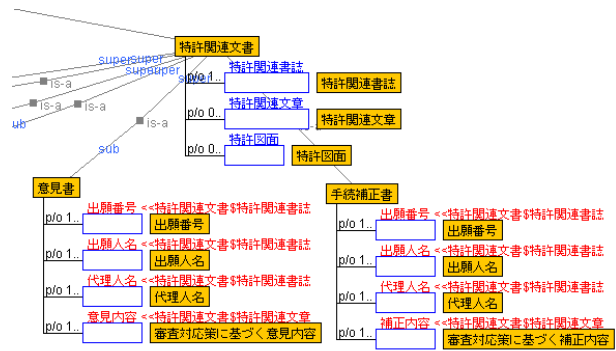 特許関連文書
super super
super super
特許関連書誌
super
p/o 1.. 特許関連書誌
is-a
is-a is-a
特許関連文章
p/o 0.. 特許関連文章
ub
is-a
特許図面
sub
p/o 0.. 特許図面
意見書
手続補正書
出願番号 <<特許関連文書$特許関連書誌
p/o 1.. 出願番号
出願人名 <<特許関連文書$特許関連書誌
p/o 1.. 出願人名
代理人名 <<特許関連文書$特許関連書誌
p/o 1.. 代理人名
意見内容 <<特許関連文書$特許関連文章
p/o 1.. 審査対応策に基づく意見内容
出願番号 <<特許関連文書$特許関連書誌
p/o 1.. 出願番号
出願人名 <<特許関連文書$特許関連書誌
p/o 1.. 出願人名
代理人名 <<特許関連文書$特許関連書誌
p/o 1.. 代理人名
補正内容 <<特許関連文書$特許関連文章
p/o 1.. 審査対応策に基づく補正内容